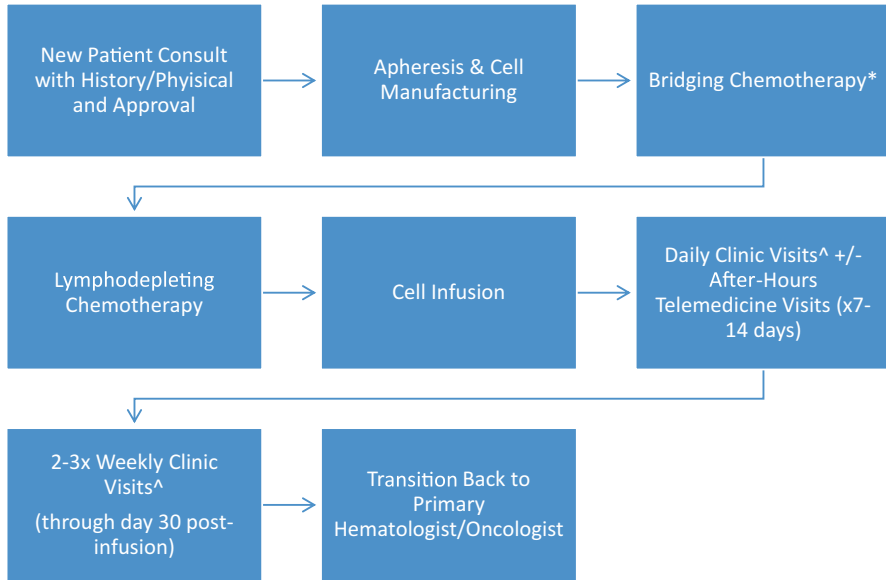 New Patient Consult
with History/Phyisical
and Approval
Apheresis & Cell
Manufacturing
Bridging Chemotherapy*
Lymphodepleting
Chemotherapy
Cell Infusion
Daily Clinic Visits^ +/-
After-Hours
Telemedicine Visits (x7-
14 days)
2-3x Weekly Clinic
Visits^
(through day 30 post-
infusion)
Transition Back to
Primary
Hematologist/Oncologist